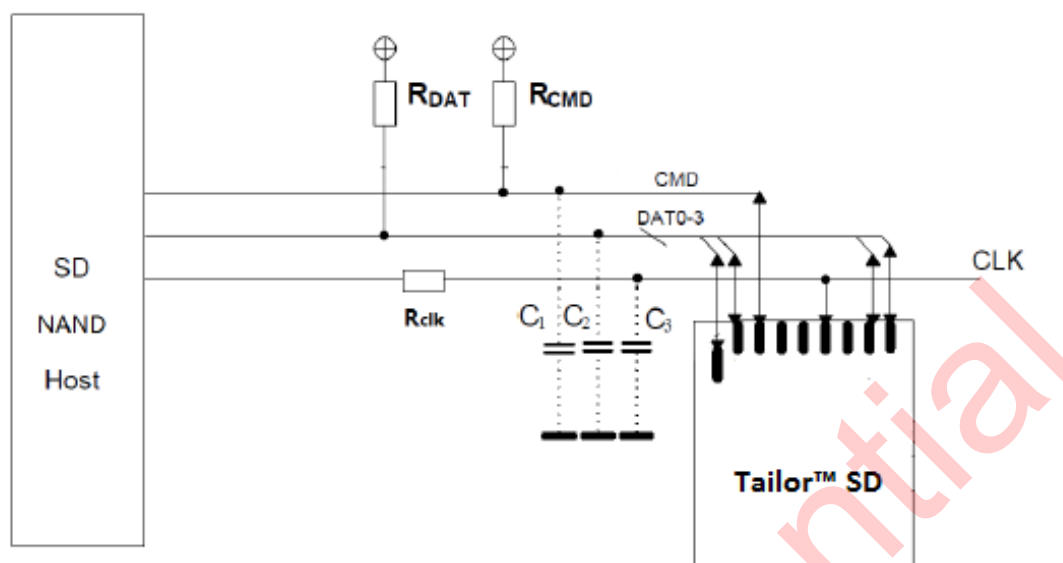 RDAT
RCMD
CMD
DAT0-3
CLK
SD
NAND
Host
Rclk
C1
C2
C3
Tailor™ SD
ntial